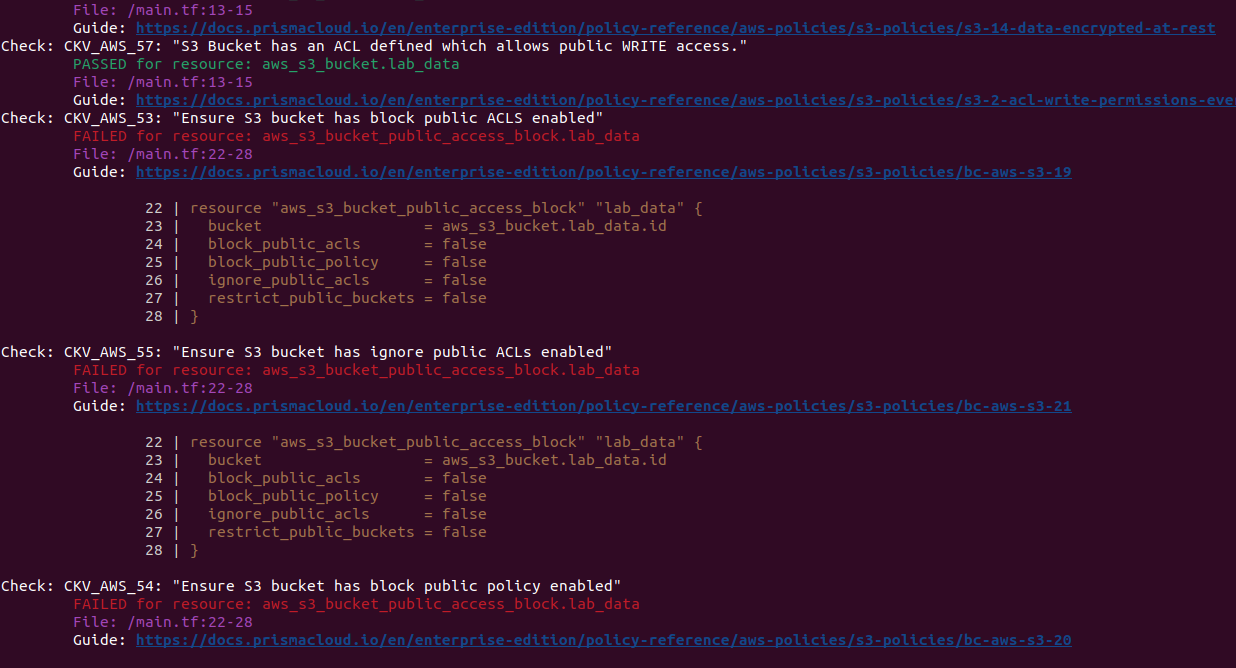 File: /main.tf:13-15
Guide: https://docs.prismacloud.io/en/enterprise-edition/policy-reference/aws-policies/s3-policies/s3-14-data-encrypted-at-rest
Check: CKV_AWS_57: "S3 Bucket has an ACL defined which allows public WRITE access."
PASSED for resource: aws_s3_bucket.lab_data
File: /main.tf:13-15
Guide: https://docs.prismacloud.io/en/enterprise-edition/policy-reference/aws-policies/s3-policies/s3-2-acl-write-permissions-eve
Check: CKV_AWS_53: "Ensure S3 bucket has block public ACLS enabled"
FAILED for resource: aws_s3_bucket_public_access_block.lab_data
File: /main.tf:22-28
Guide: https://docs.prismacloud.io/en/enterprise-edition/policy-reference/aws-policies/s3-policies/bc-aws-s3-19
22 | resource "aws_s3_bucket_public_access_block" "lab_data" {
23 |   bucket                  = aws_s3_bucket.lab_data.id
24 |   block_public_acls       = false
25 |   block_public_policy     = false
26 |   ignore_public_acls      = false
27 |   restrict_public_buckets = false
28 | }
Check: CKV_AWS_55: "Ensure S3 bucket has ignore public ACLs enabled"
FAILED for resource: aws_s3_bucket_public_access_block.lab_data
File: /main.tf:22-28
Guide: https://docs.prismacloud.io/en/enterprise-edition/policy-reference/aws-policies/s3-policies/bc-aws-s3-21
22 | resource "aws_s3_bucket_public_access_block" "lab_data" {
23 |   bucket                  = aws_s3_bucket.lab_data.id
24 |   block_public_acls       = false
25 |   block_public_policy     = false
26 |   ignore_public_acls      = false
27 |   restrict_public_buckets = false
28 | }
Check: CKV_AWS_54: "Ensure S3 bucket has block public policy enabled"
FAILED for resource: aws_s3_bucket_public_access_block.lab_data
File: /main.tf:22-28
Guide: https://docs.prismacloud.io/en/enterprise-edition/policy-reference/aws-policies/s3-policies/bc-aws-s3-20